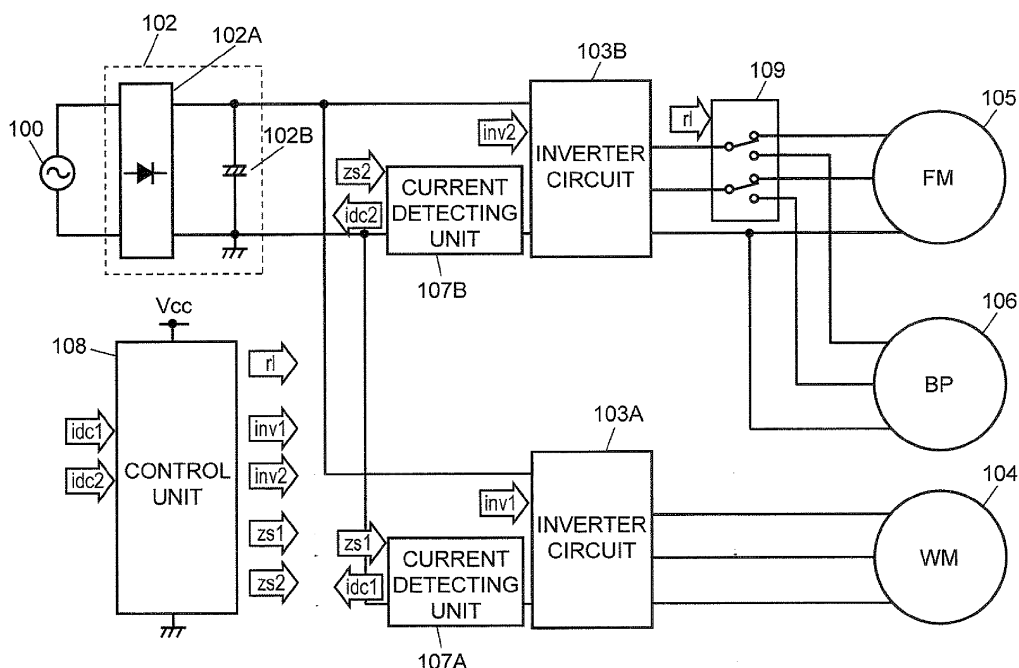 102
102A
103B
109
105
100
102B
inv2
rl
zs2
idc2
CURRENT
DETECTING
UNIT
INVERTER
CIRCUIT
FM
107B
Vcc
106
108
rl
BP
103A
idc1
inv1
104
idc2
CONTROL
UNIT
inv2
inv1
INVERTER
CIRCUIT
zs1
zs1
WM
zs2
idc1
CURRENT
DETECTING
UNIT
107A